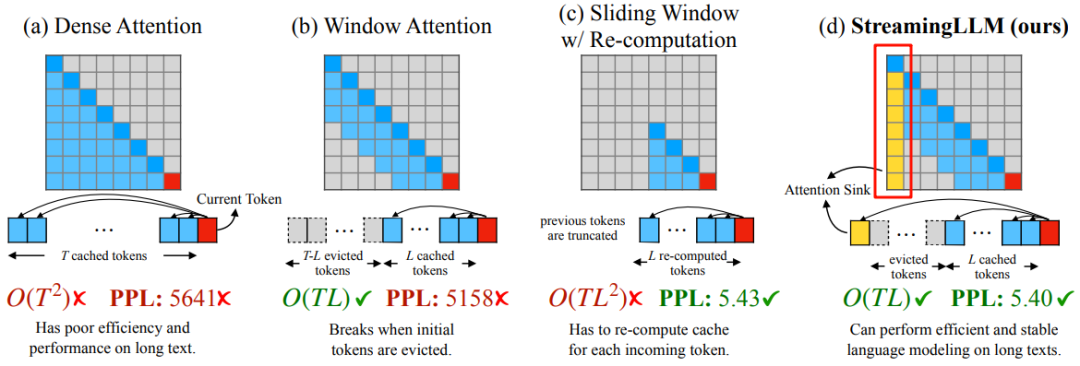 (a) Dense Attention
Current Token
...
T cached tokens
O(T²)✗ PPL: 5641✗
Has poor efficiency and
performance on long text.
(b) Window Attention
... ...
T-L evicted
tokens
L cached
tokens
O(TL)✓ PPL: 5158✗
Breaks when initial
tokens are evicted.
(c) Sliding Window
w/ Re-computation
previous tokens
are truncated
...
L re-computed
tokens
O(TL²)✗ PPL: 5.43✓
Has to re-compute cache
for each incoming token.
(d) StreamingLLM (ours)
Attention Sink
... ...
evicted
tokens
L cached
tokens
O(TL)✓ PPL: 5.40✓
Can perform efficient and stable
language modeling on long texts.